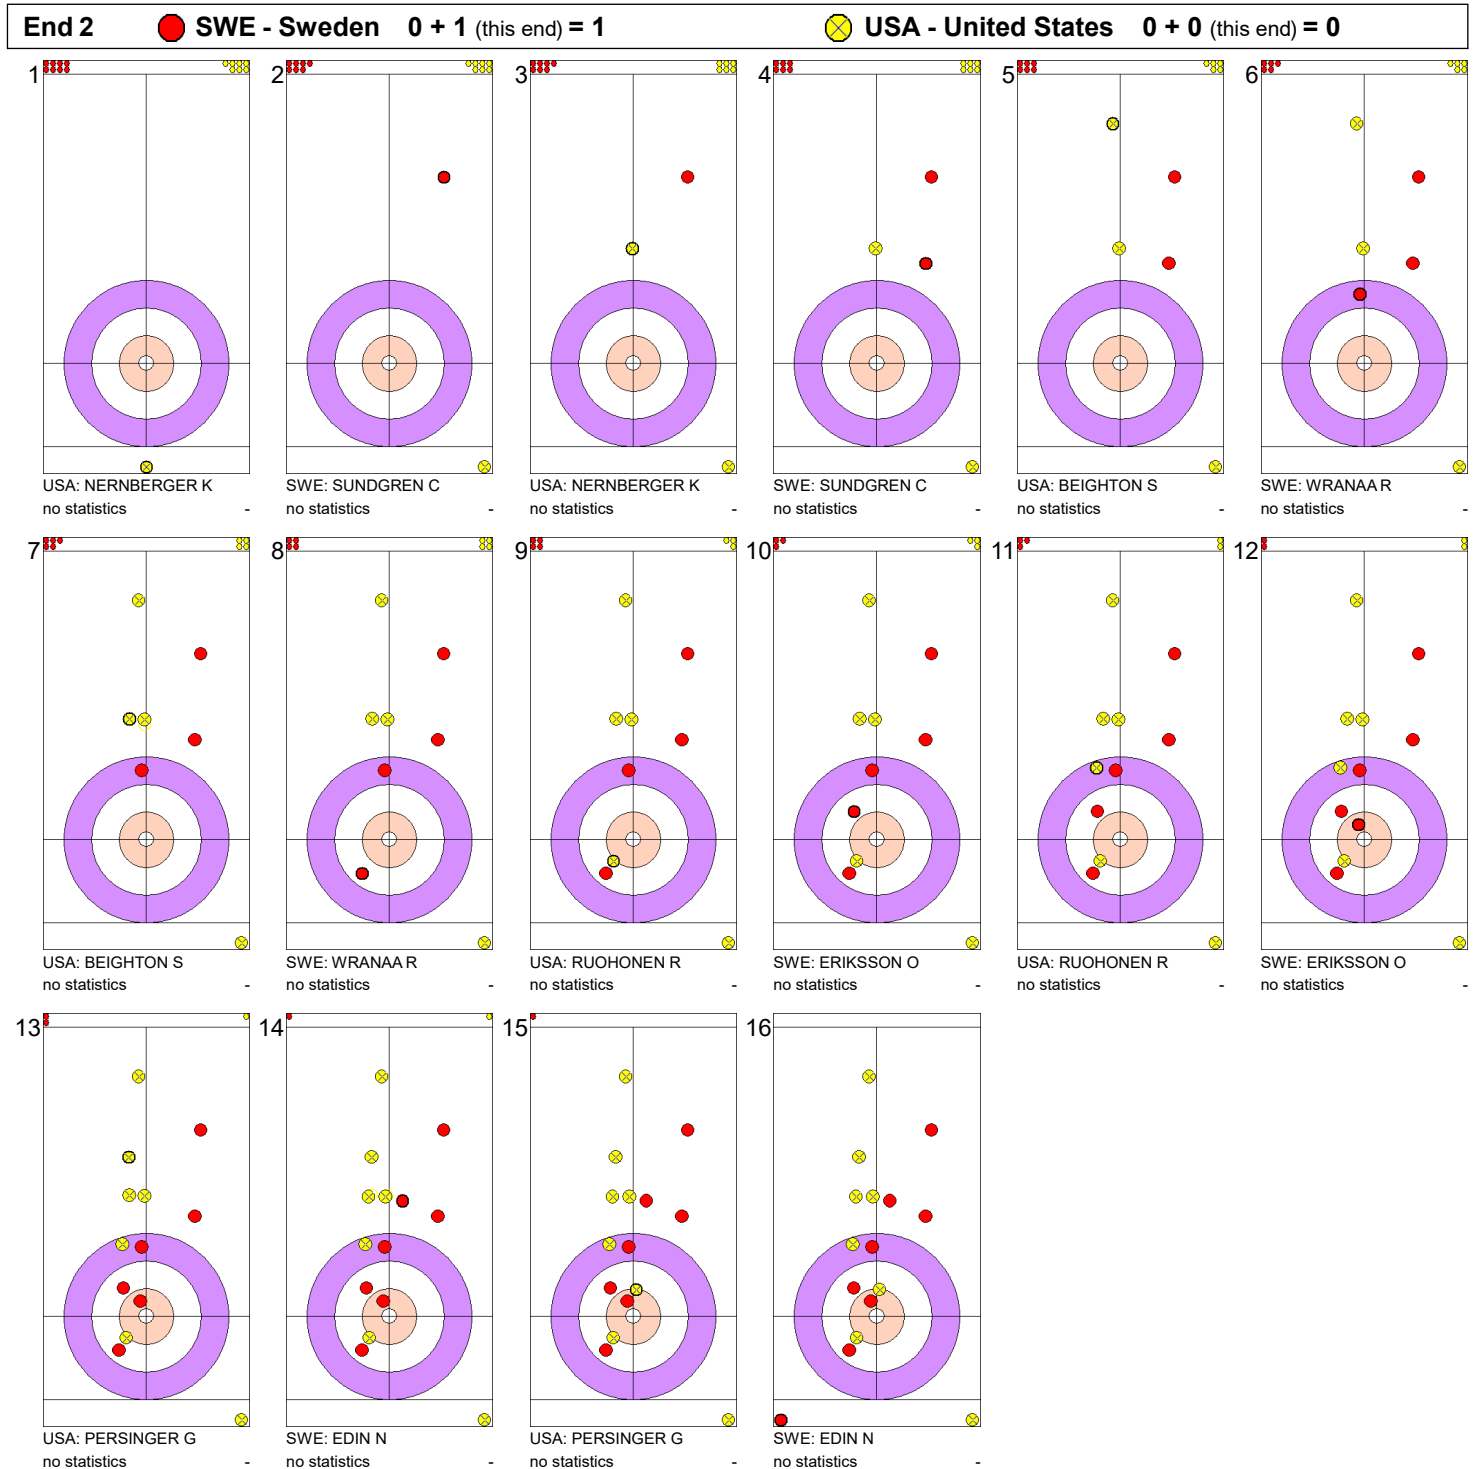 End 2 SWE - Sweden 0 + 1 (this end) = 1 USA - United States 0 + 0 (this end) = 0
1 2 3 4 5 6
USA: NERNBERGER K SWE: SUNDGREN C USA: NERNBERGER K SWE: SUNDGREN C USA: BEIGHTON S SWE: WRANAA R
no statistics - no statistics - no statistics - no statistics - no statistics - no statistics -
7 8 9 10 11 12
USA: BEIGHTON S SWE: WRANAA R USA: RUOHONEN R SWE: ERIKSSON O USA: RUOHONEN R SWE: ERIKSSON O
no statistics - no statistics - no statistics - no statistics - no statistics - no statistics -
13 14 15 16
USA: PERSINGER G SWE: EDIN N USA: PERSINGER G SWE: EDIN N
no statistics - no statistics - no statistics - no statistics -